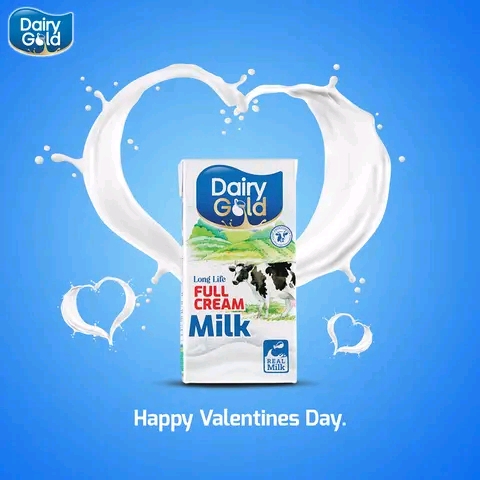 Dairy
Gold
Dairy
Gold
Long Life
FULL
CREAM
Milk
REAL
Milk
Happy Valentines Day.